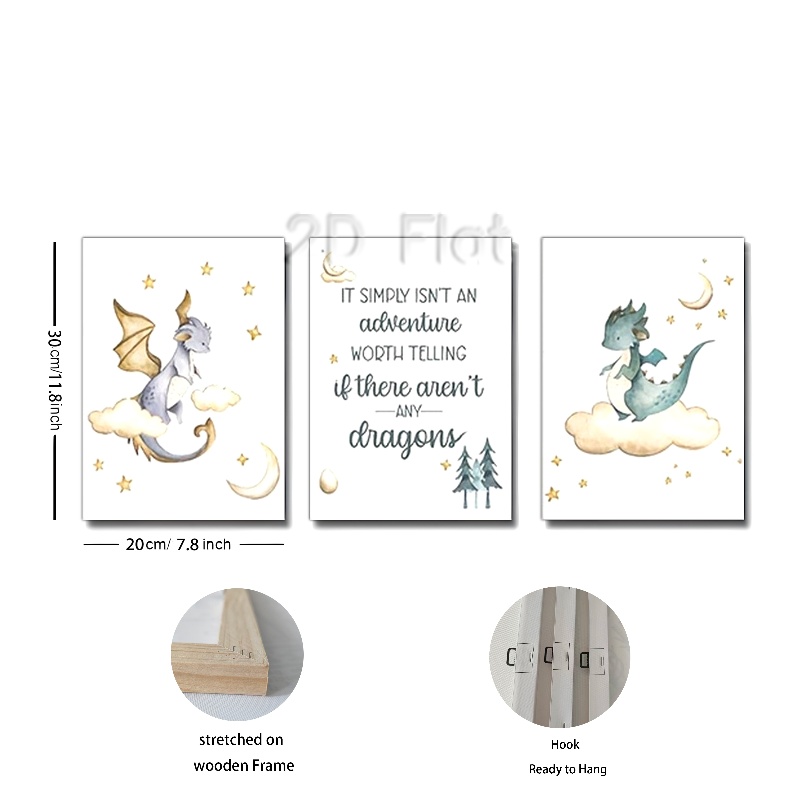 2D Flat
IT SIMPLY ISN'T AN
adventure
WORTH TELLING
if there aren't
ANY
dragons
30cm/11.8inch
20cm/ 7.8 inch
stretched on
wooden Frame
Hook
Ready to Hang